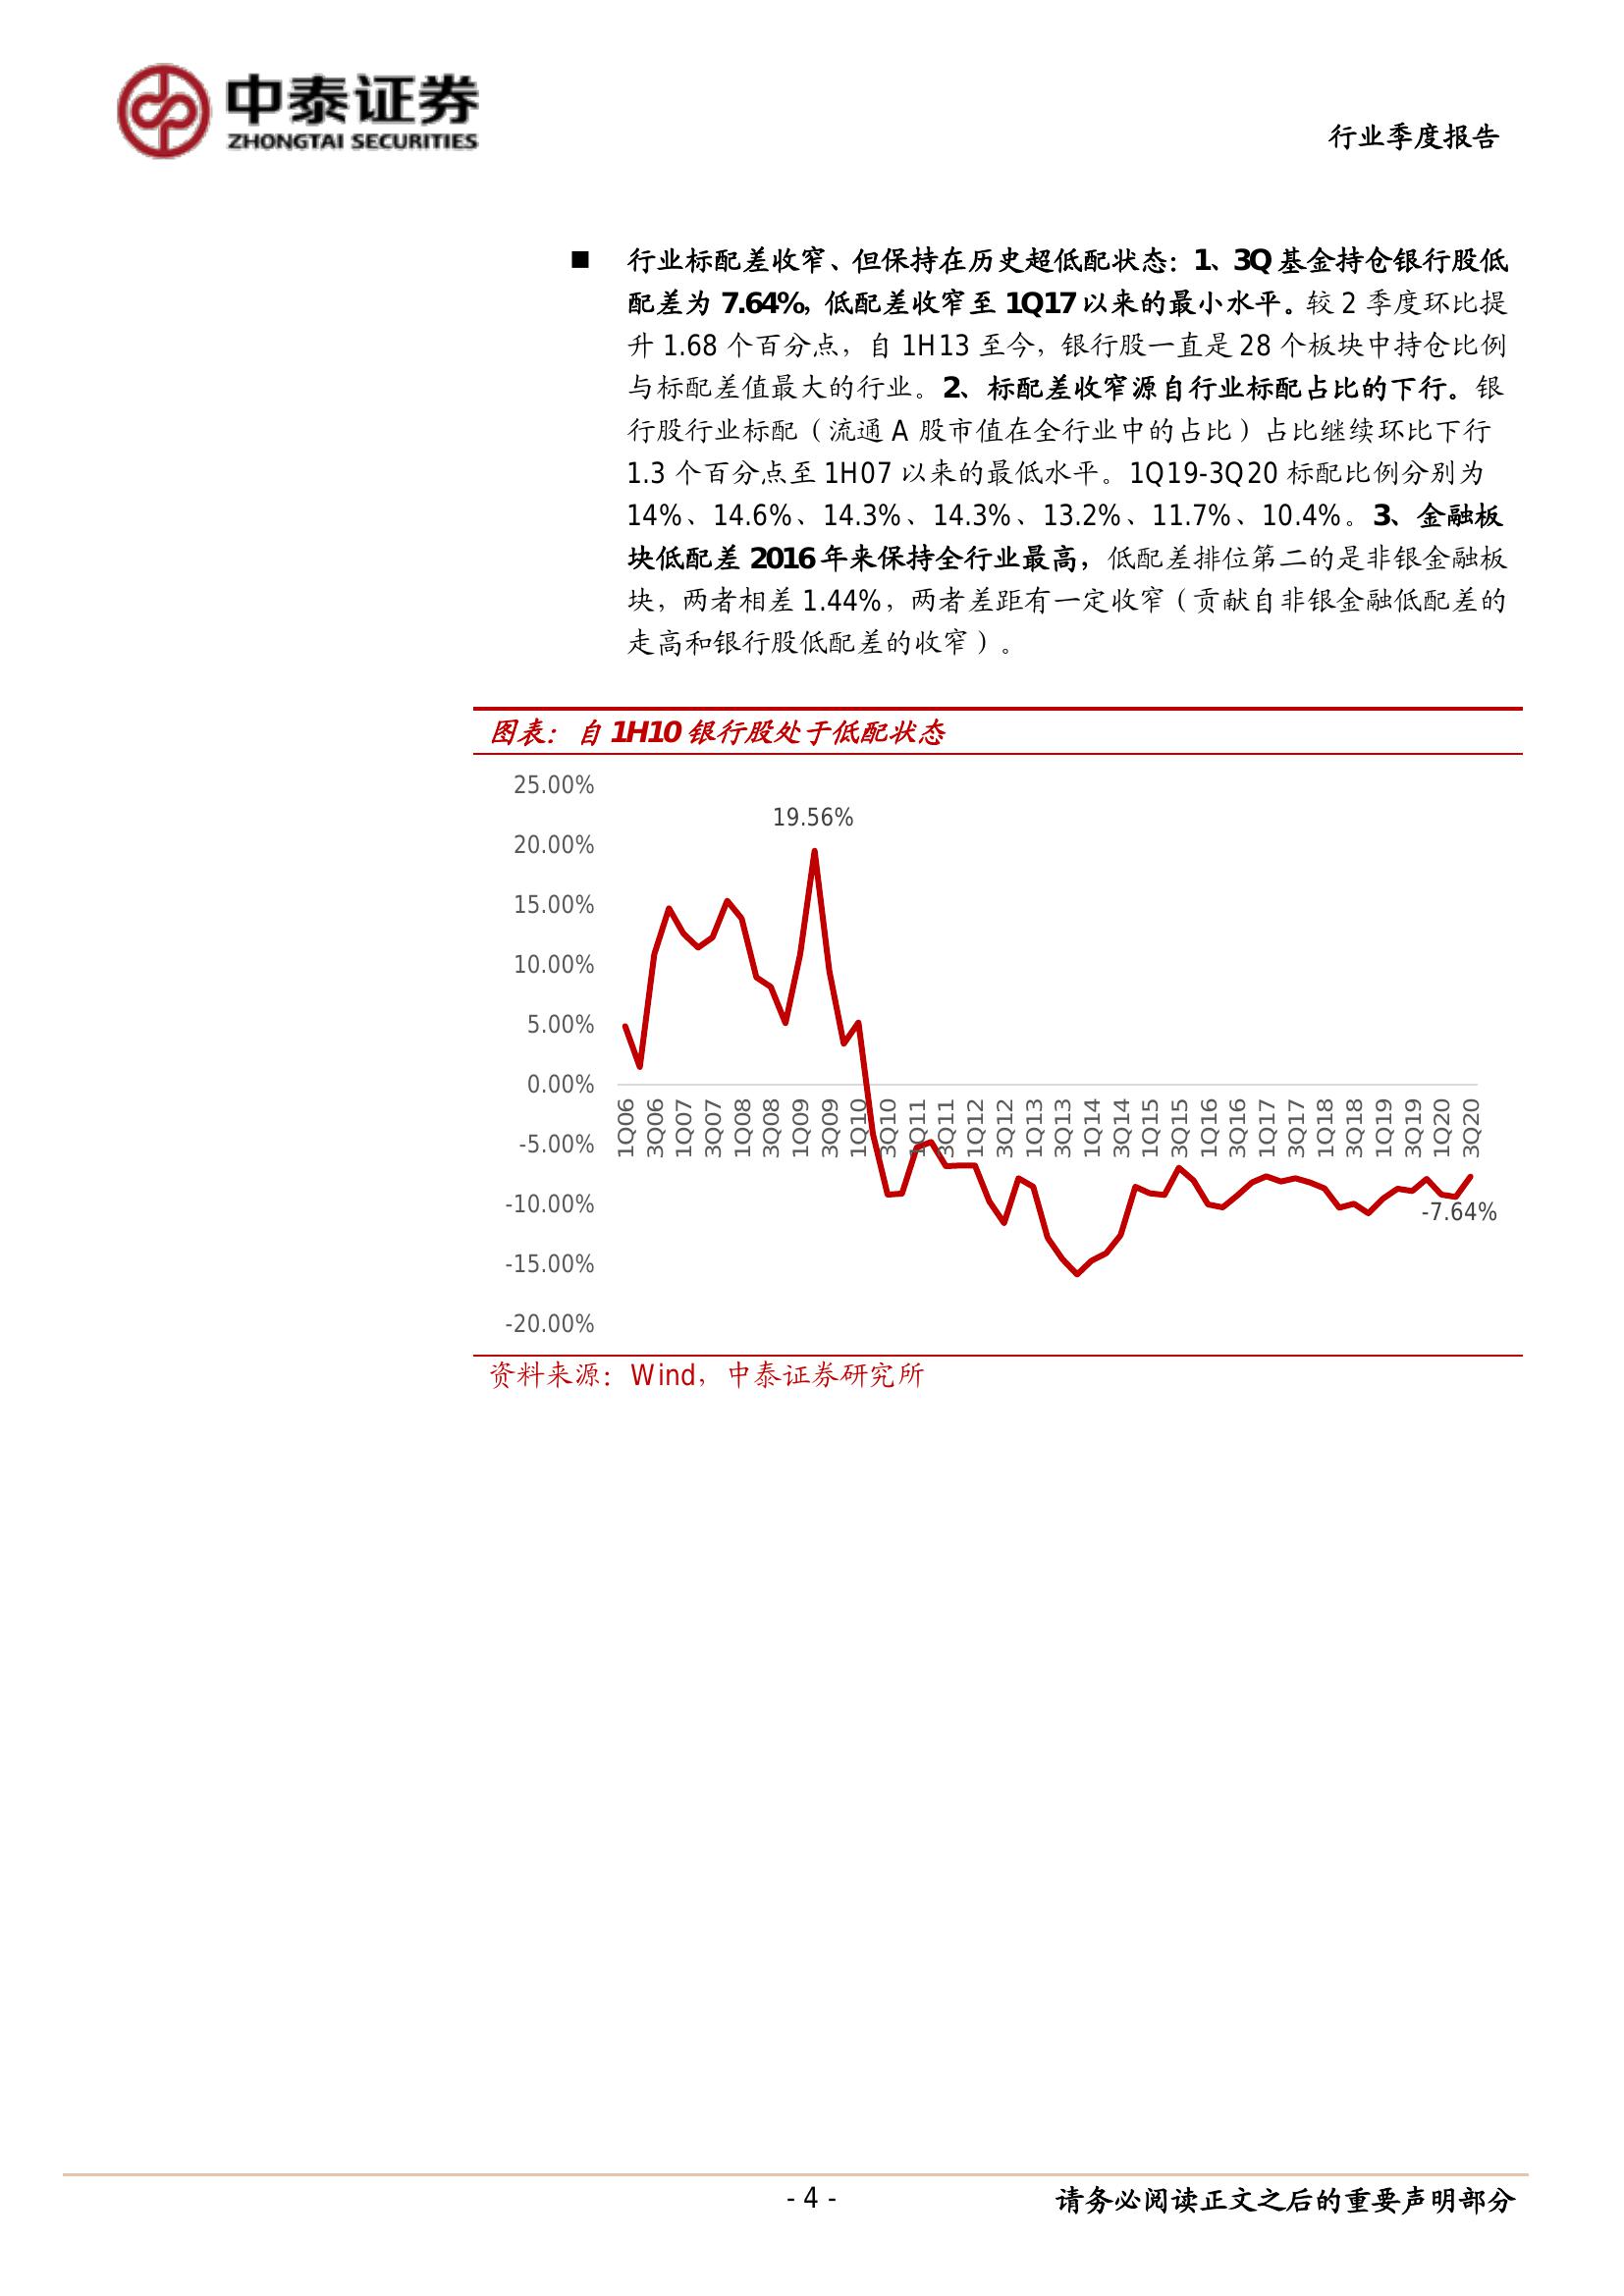 中泰证券
ZHONGTAI SECURITIES
行业季度报告
■ 行业标配差收窄、但保持在历史超低配状态：1、3Q 基金持仓银行股低
配差为 7.64%，低配差收窄至 1Q17 以来的最小水平。较 2 季度环比提
升 1.68 个百分点，自 1H13 至今，银行股一直是 28 个板块中持仓比例
与标配差值最大的行业。2、标配差收窄源自行业标配占比的下行。银
行股行业标配（流通 A 股市值在全行业中的占比）占比继续环比下行
1.3 个百分点至 1H07 以来的最低水平。1Q19-3Q20 标配比例分别为
14%、14.6%、14.3%、14.3%、13.2%、11.7%、10.4%。3、金融板
块低配差 2016 年来保持全行业最高，低配差排位第二的是非银金融板
块，两者相差 1.44%，两者差距有一定收窄（贡献自非银金融低配差的
走高和银行股低配差的收窄）。
图表： 自 1H10 银行股处于低配状态
25.00%
19.56%
20.00%
15.00%
10.00%
5.00%
0.00%
-5.00%
-10.00%
-15.00%
-20.00%
1Q06
3Q06
1Q07
3Q07
1Q08
3Q08
1Q09
3Q09
1Q10
3Q10
1Q11
3Q11
1Q12
3Q12
1Q13
3Q13
1Q14
3Q14
1Q15
3Q15
1Q16
3Q16
1Q17
3Q17
1Q18
3Q18
1Q19
3Q19
1Q20
3Q20
-7.64%
资料来源：Wind，中泰证券研究所
- 4 -
请务必阅读正文之后的重要声明部分